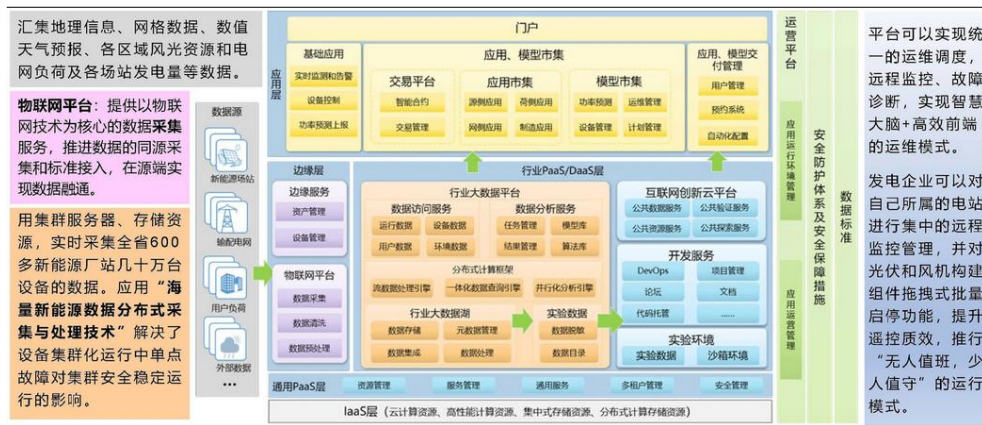 汇集地理信息、网格数据、数值
天气预报、各区域风光资源和电
网负荷及各场站发电量等数据。
物联网平台：提供以物联
网技术为核心的数据采集
服务，推进数据的同源采
集和标准接入，在源端实
现数据融通。
用集群服务器、存储资
源，实时采集全省600
多新能源厂站几十万台
设备的数据。应用“海
量新能源数据分布式采
集与处理技术”解决了
设备集群化运行中单点
故障对集群安全稳定运
行的影响。
数据源
新能源场站
输配电网
用户负荷
外部数据
•••
应用层
门户
基础应用
实时监测和告警
设备控制
功率预测上报
应用、模型市集
交易平台
智能合约
交易管理
应用市集
源侧应用 荷侧应用
网侧应用 制造应用
模型市集
功率预测 运维管理
设备管理 计划管理
应用、模型交
付管理
用户管理
预约系统
自动化配置
边缘层
边缘服务
资产管理
设备管理
物联网平台
数据采集
数据清洗
数据预处理
行业PaaS/DaaS层
行业大数据平台
数据访问服务
运行数据 设备数据
用户数据 环境数据
数据分析服务
任务管理 模型库
结果管理 算法库
分布式计算框架
流数据处理引擎 一体化数据查询引擎 并行化分析引擎
行业大数据湖
数据存储 元数据管理
数据集成 数据处理
实验数据
数据脱敏
数据目录
互联网创新云平台
公共数据服务 公共验证服务
公共资源服务 公共探索服务
开发服务
DevOps 项目管理
论坛 文档
代码托管 ......
实验环境
实验数据 沙箱环境
通用PaaS层 资源管理 服务管理 通用服务 多租户管理 安全管理
IaaS层（云计算资源、高性能计算资源、集中式存储资源、分布式计算存储资源）
运营平台
应用运行环境管理
应用运营管理
安全防护体系及安全保障措施
数据标准
平台可以实现统
一的运维调度，
远程监控、故障
诊断，实现智慧
大脑+高效前端
的运维模式。
发电企业可以对
自己所属的电站
进行集中的远程
监控管理，并对
光伏和风机构建
组件拖拽式批量
启停功能，提升
遥控质效，推行
“无人值班，少
人值守”的运行
模式。